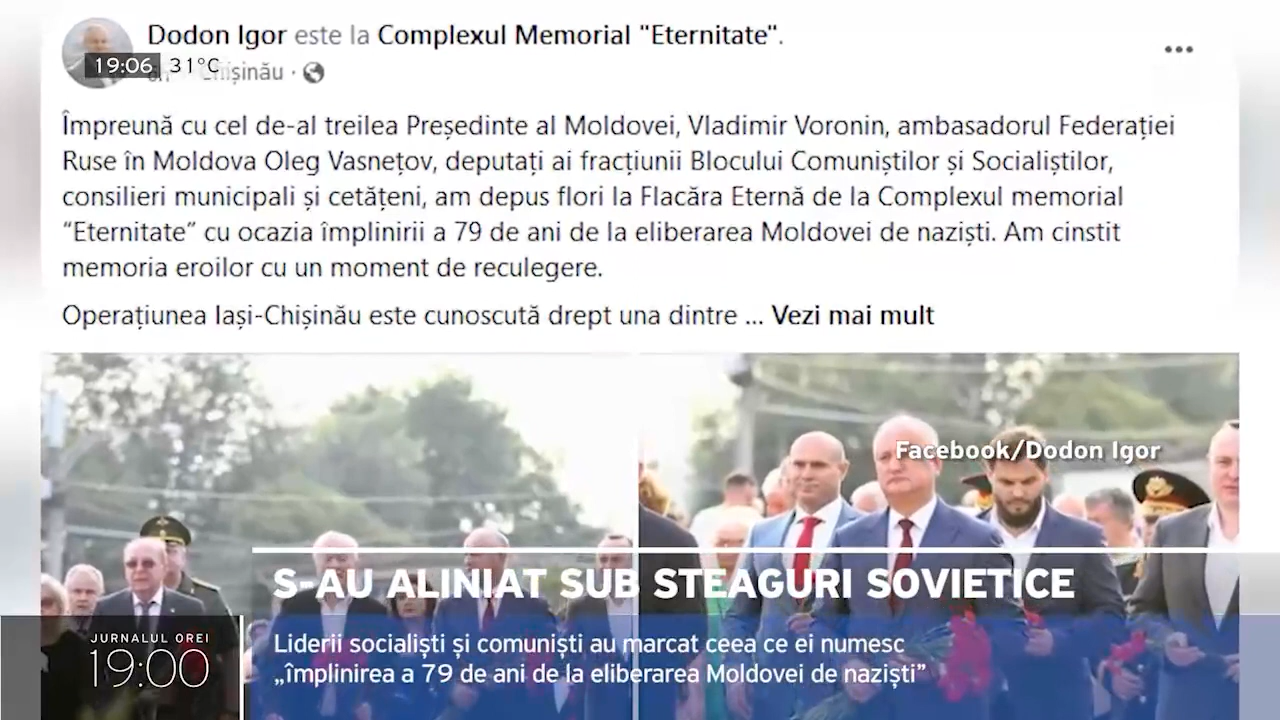 Dodon Igor este la Complexul Memorial "Eternitate".
19:06 31°C
Chișinău ·
Împreună cu cel de-al treilea Președinte al Moldovei, Vladimir Voronin, ambasadorul Federației
Ruse în Moldova Oleg Vasnețov, deputați ai fracțiunii Blocului Comuniștilor și Socialiștilor,
consilieri municipali și cetățeni, am depus flori la Flacăra Eternă de la Complexul memorial
“Eternitate” cu ocazia împlinirii a 79 de ani de la eliberarea Moldovei de naziști. Am cinstit
memoria eroilor cu un moment de reculegere.
Operațiunea Iași-Chișinău este cunoscută drept una dintre ... Vezi mai mult
Facebook/Dodon Igor
S-AU ALINIAT SUB STEAGURI SOVIETICE
Liderii socialiști și comuniști au marcat ceea ce ei numesc
„împlinirea a 79 de ani de la eliberarea Moldovei de naziști”
JURNALUL OREI
19:00